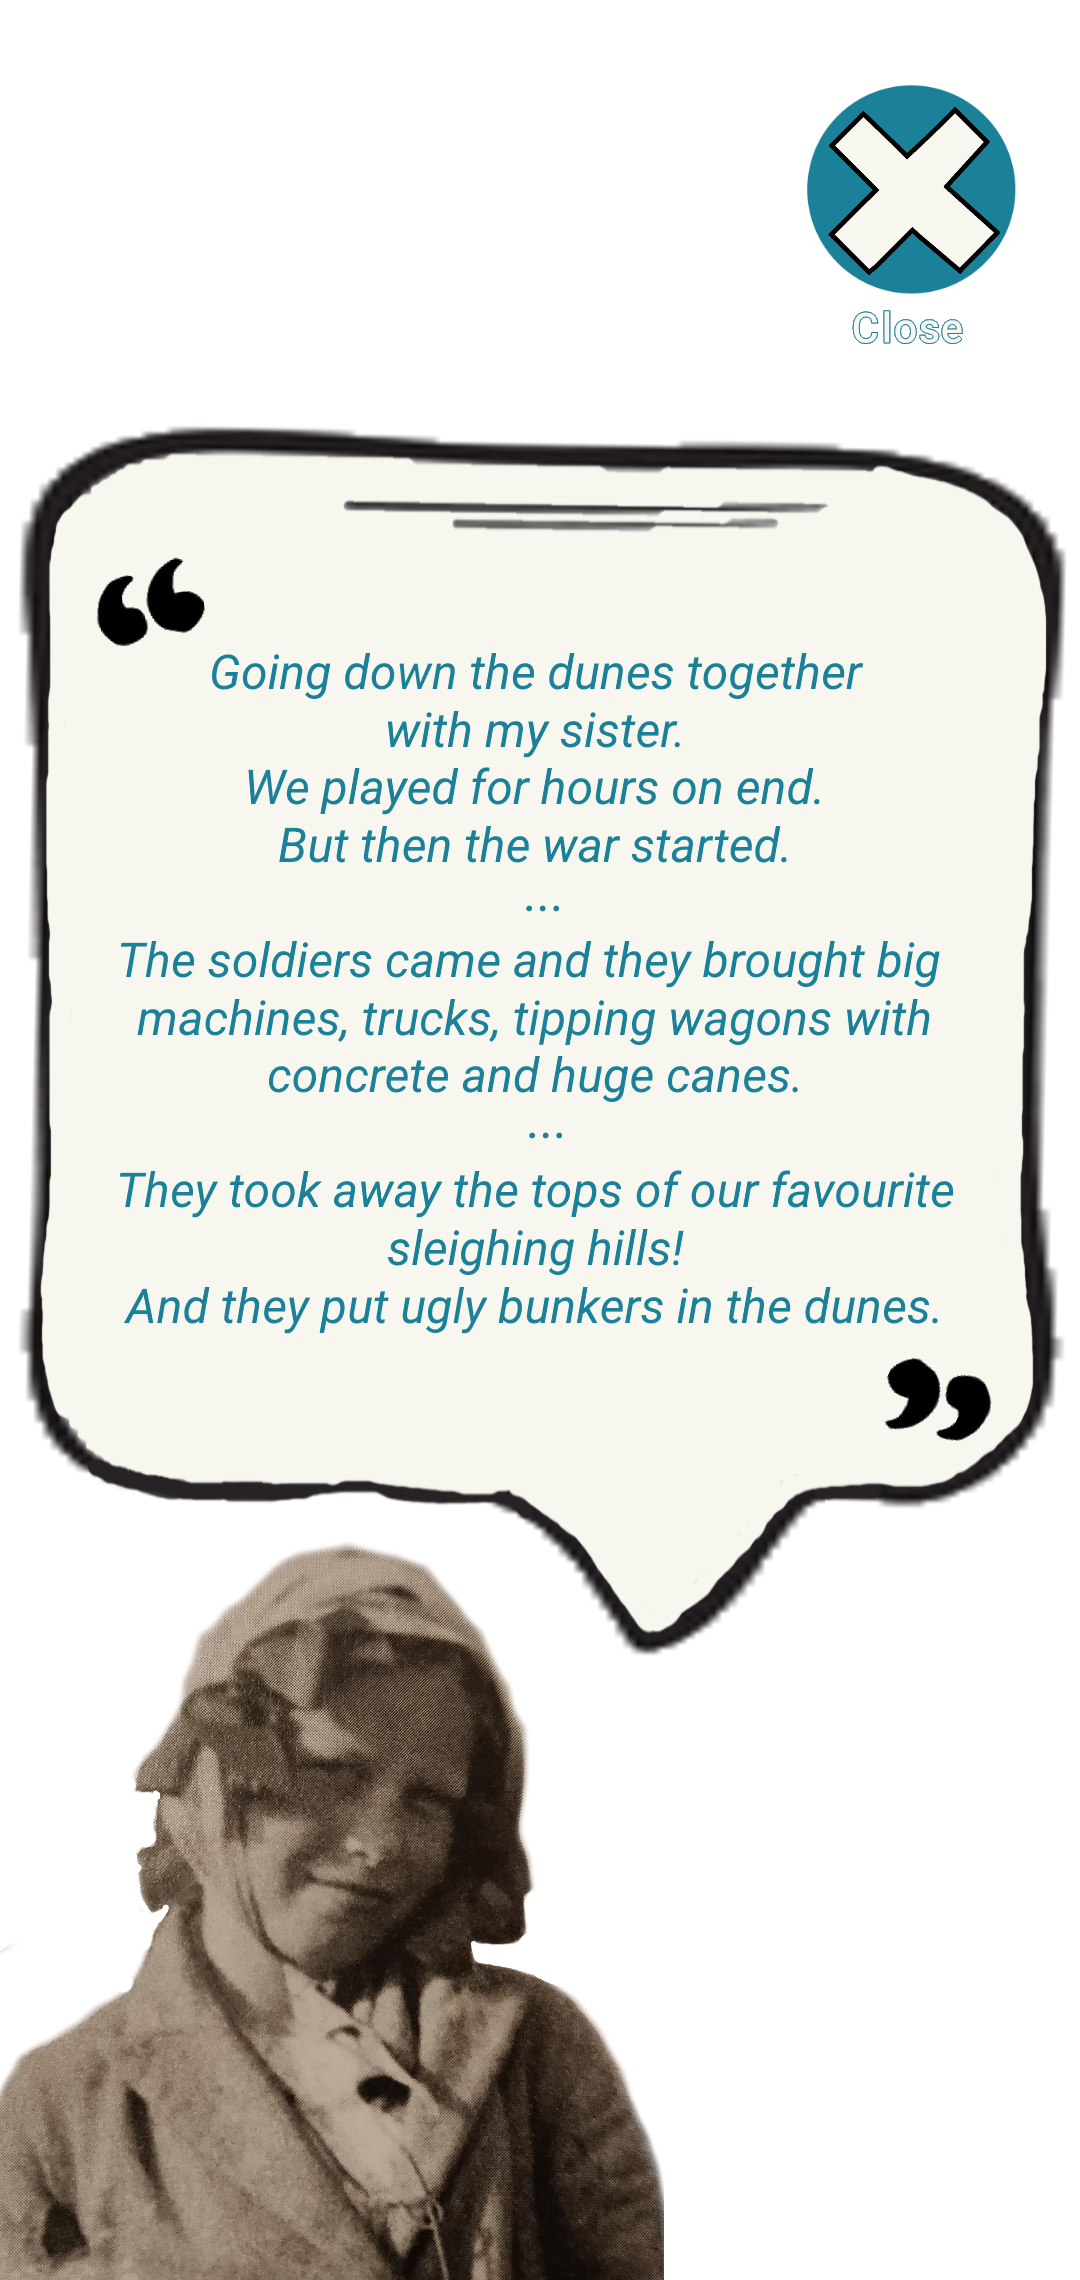 Close
“
Going down the dunes together
with my sister.
We played for hours on end.
But then the war started.
...
The soldiers came and they brought big
machines, trucks, tipping wagons with
concrete and huge canes.
...
They took away the tops of our favourite
sleighing hills!
And they put ugly bunkers in the dunes.
”